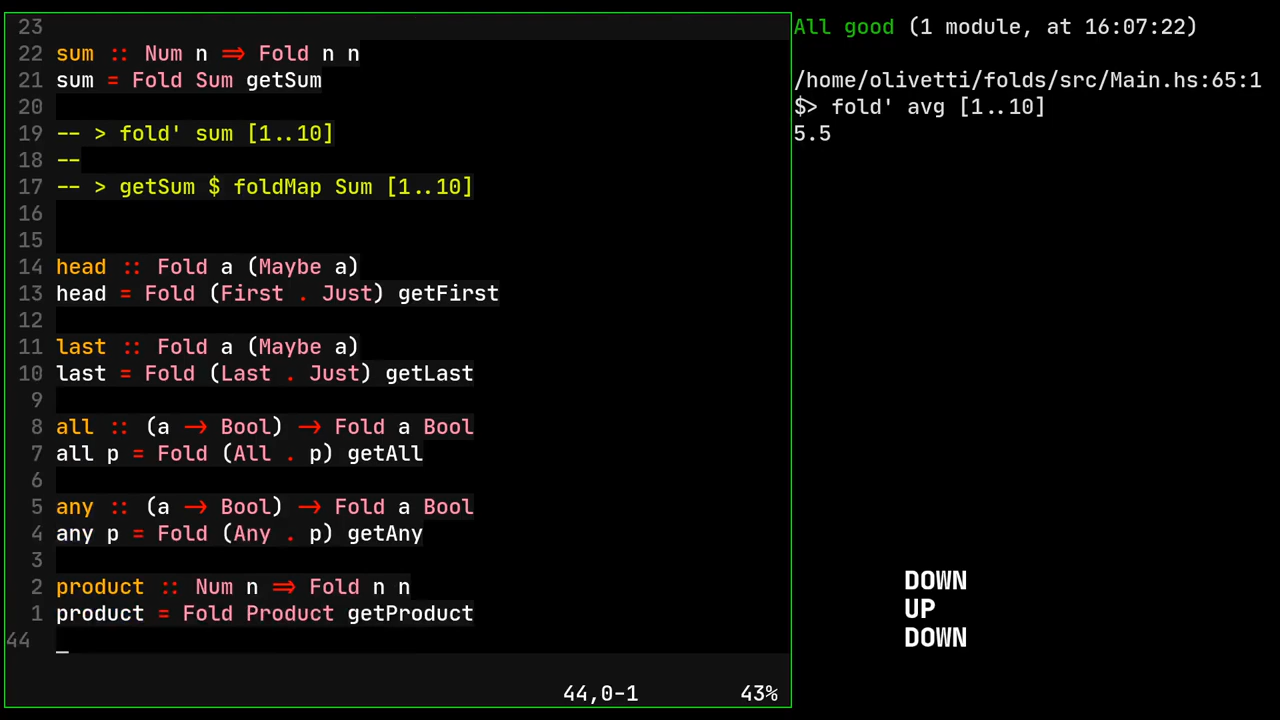 23
22 sum :: Num n => Fold n n
21 sum = Fold Sum getSum
20
19 -- > fold' sum [1..10]
18 --
17 -- > getSum $ foldMap Sum [1..10]
16
15
14 head :: Fold a (Maybe a)
13 head = Fold (First . Just) getFirst
12
11 last :: Fold a (Maybe a)
10 last = Fold (Last . Just) getLast
9
8 all :: (a -> Bool) -> Fold a Bool
7 all p = Fold (All . p) getAll
6
5 any :: (a -> Bool) -> Fold a Bool
4 any p = Fold (Any . p) getAny
3
2 product :: Num n => Fold n n
1 product = Fold Product getProduct
44
44,0-1 43%
All good (1 module, at 16:07:22)
/home/olivetti/folds/src/Main.hs:65:1
$> fold' avg [1..10]
5.5
DOWN
UP
DOWN